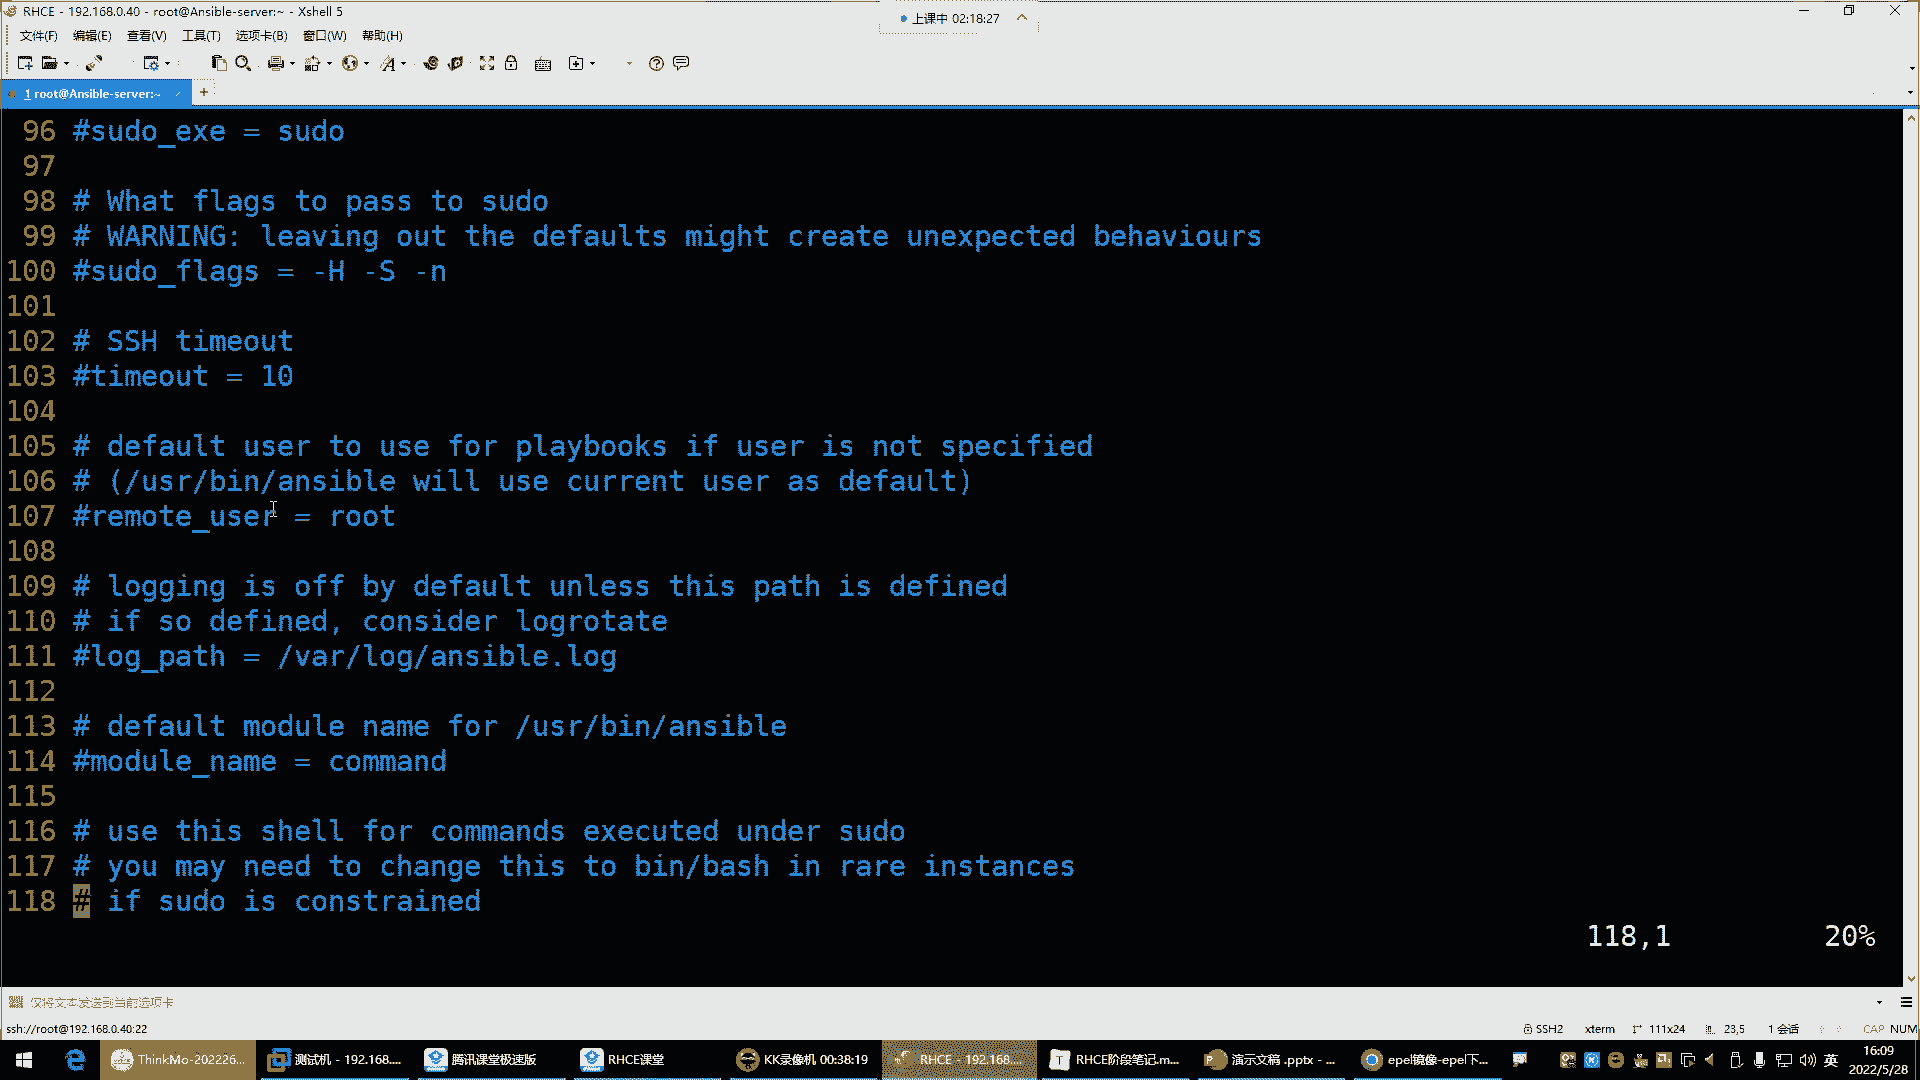 RHCE - 192.168.0.40 - root@Ansible-server:~ - Xshell 5
上课中 02:18:27
文件(F) 编辑(E) 查看(V) 工具(T) 选项卡(B) 窗口(W) 帮助(H)
1 root@Ansible-server:~
96 #sudo_exe = sudo
97
98 # What flags to pass to sudo
99 # WARNING: leaving out the defaults might create unexpected behaviours
100 #sudo_flags = -H -S -n
101
102 # SSH timeout
103 #timeout = 10
104
105 # default user to use for playbooks if user is not specified
106 # (/usr/bin/ansible will use current user as default)
107 #remote_user = root
108
109 # logging is off by default unless this path is defined
110 # if so defined, consider logrotate
111 #log_path = /var/log/ansible.log
112
113 # default module name for /usr/bin/ansible
114 #module_name = command
115
116 # use this shell for commands executed under sudo
117 # you may need to change this to bin/bash in rare instances
118 # if sudo is constrained
118,1 20%
仅将文本发送到当前选项卡
ssh://root@192.168.0.40:22 SSH2 xterm 111x24 23,5 1 会话 CAP NUM
ThinkMo-202226... 测试机 - 192.168.... 腾讯课堂极速版 RHCE课堂 KK录像机 00:38:19 RHCE - 192.168.... RHCE阶段笔记.m... 演示文稿 .pptx - ... epel镜像-epel下... 英 16:09
2022/5/28